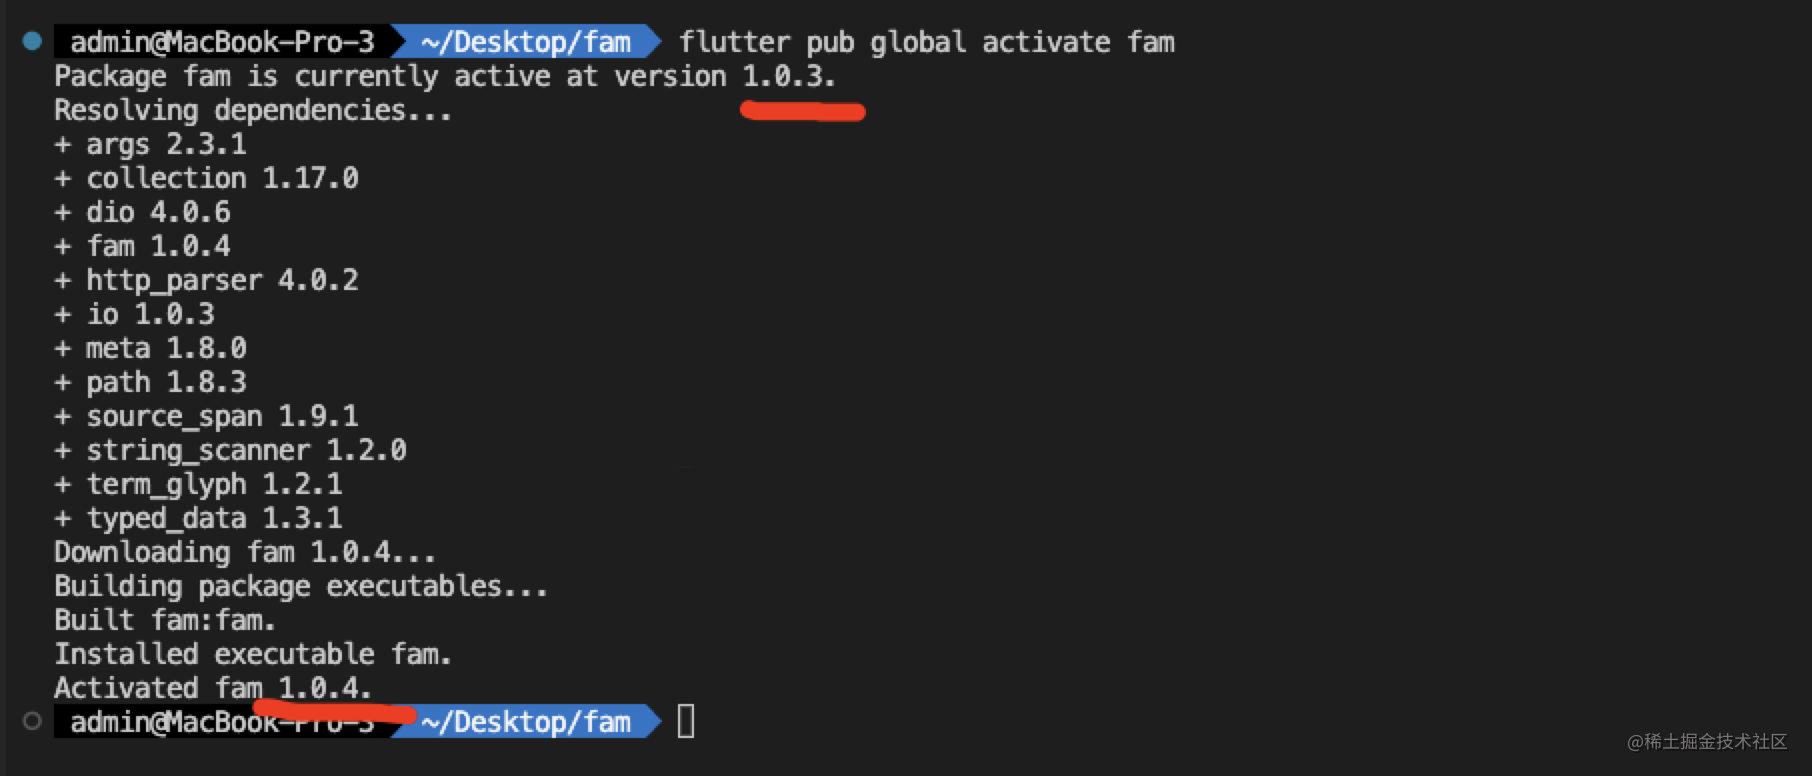 admin@MacBook-Pro-3 ~/Desktop/fam flutter pub global activate fam
Package fam is currently active at version 1.0.3.
Resolving dependencies...
+ args 2.3.1
+ collection 1.17.0
+ dio 4.0.6
+ fam 1.0.4
+ http_parser 4.0.2
+ io 1.0.3
+ meta 1.8.0
+ path 1.8.3
+ source_span 1.9.1
+ string_scanner 1.2.0
+ term_glyph 1.2.1
+ typed_data 1.3.1
Downloading fam 1.0.4...
Building package executables...
Built fam:fam.
Installed executable fam.
Activated fam 1.0.4.
admin@MacBook-Pro-3 ~/Desktop/fam
@稀土掘金技术社区